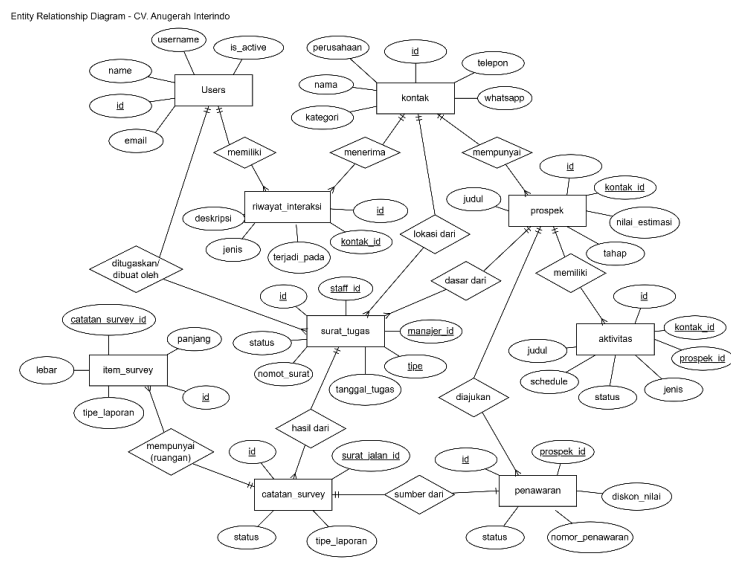 Entity Relationship Diagram - CV. Anugerah Interindo
username
is_active
name
Users
id
email
perusahaan
id
telepon
nama
kontak
whatsapp
kategori
memiliki
menerima
mempunyai
id
kontak_id
judul
prospek
nilai_estimasi
tahap
riwayat_interaksi
deskripsi
id
jenis
terjadi_pada
kontak_id
lokasi dari
ditugaskan/
dibuat oleh
dasar dari
memiliki
staff_id
id
surat_tugas
manajer_id
status
nomot_surat
tanggal_tugas
tipe
id
kontak_id
aktivitas
prospek_id
judul
schedule
status
jenis
catatan_survey_id
panjang
lebar
item_survey
id
tipe_laporan
diajukan
hasil dari
mempunyai
(ruangan)
id
surat_jalan_id
catatan_survey
status
tipe_laporan
sumber dari
prospek_id
id
penawaran
diskon_nilai
status
nomor_penawaran